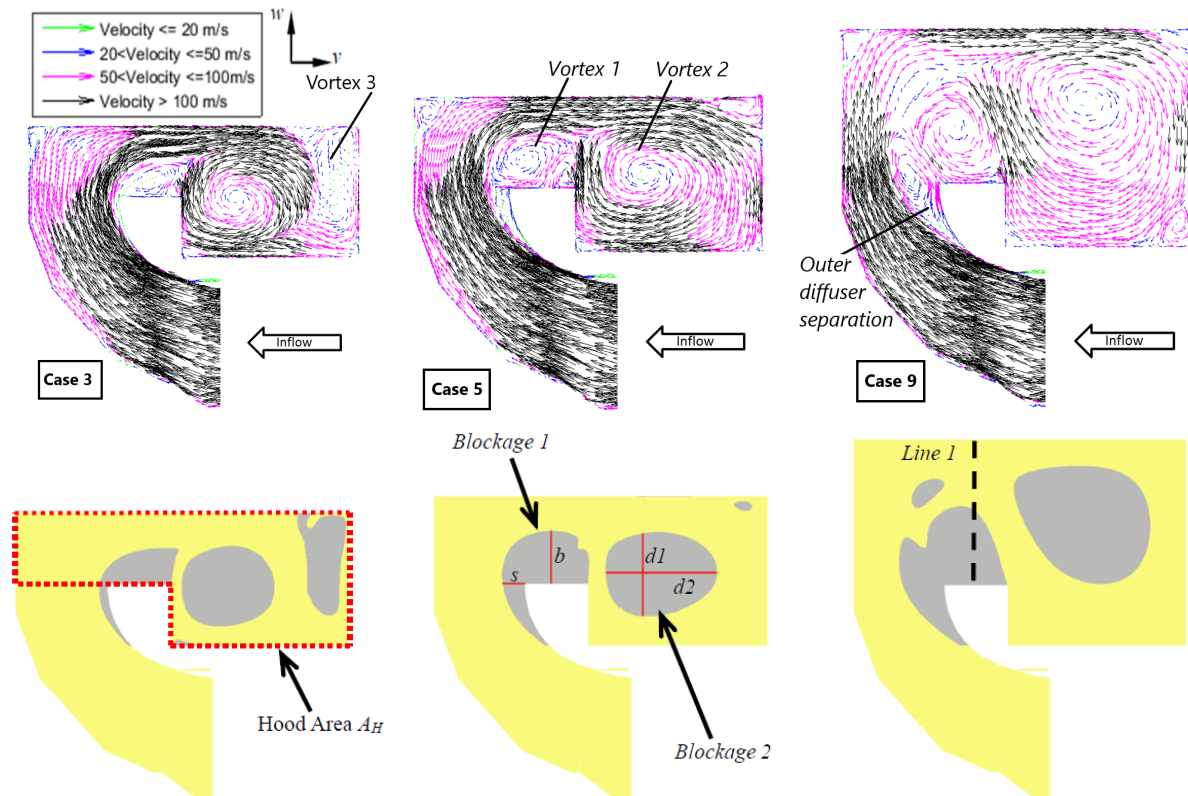 Velocity <= 20 m/s
20<Velocity <=50 m/s
50<Velocity <=100m/s
Velocity > 100 m/s
w
v
Vortex 3
Vortex 1
Vortex 2
Outer
diffuser
separation
Inflow
Inflow
Inflow
Case 3
Case 5
Case 9
Blockage 1
Line 1
b
d1
s
d2
Hood Area AH
Blockage 2